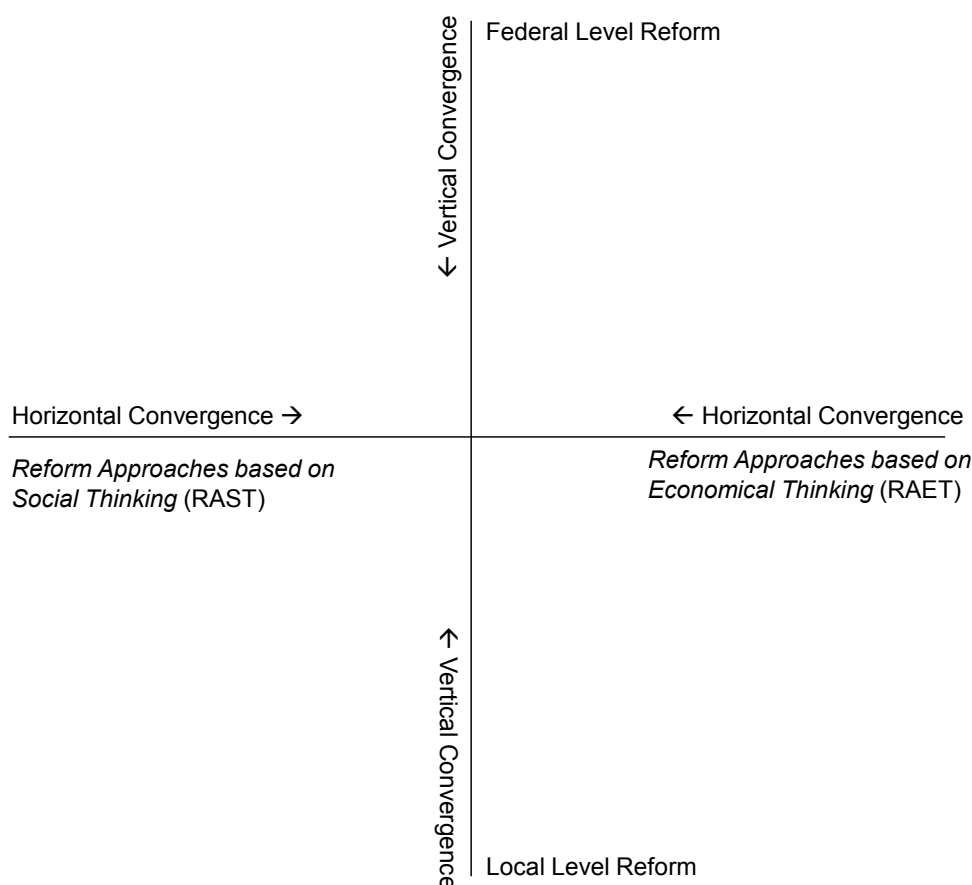 ← Vertical Convergence
Federal Level Reform
Horizontal Convergence →
← Horizontal Convergence
Reform Approaches based on
Social Thinking (RAST)
Reform Approaches based on
Economical Thinking (RAET)
← Vertical Convergence
Local Level Reform